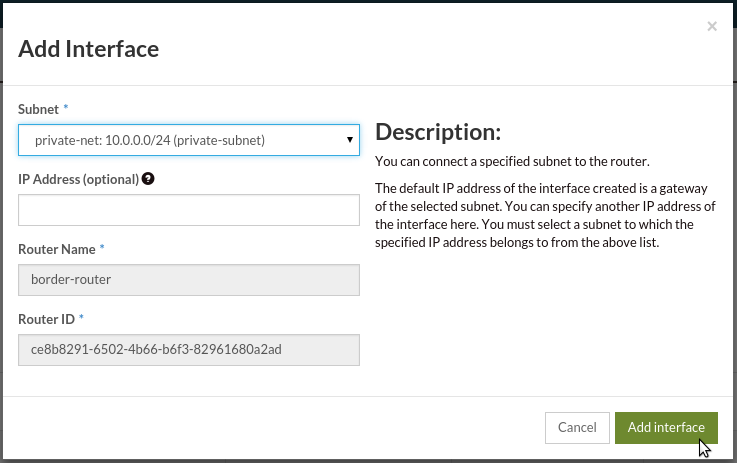 ×
Add Interface
Subnet *
private-net: 10.0.0.0/24 (private-subnet)
IP Address (optional) ?
Router Name *
border-router
Router ID *
ce8b8291-6502-4b66-b6f3-82961680a2ad
Description:
You can connect a specified subnet to the router.
The default IP address of the interface created is a gateway
of the selected subnet. You can specify another IP address of
the interface here. You must select a subnet to which the
specified IP address belongs to from the above list.
Cancel
Add interface